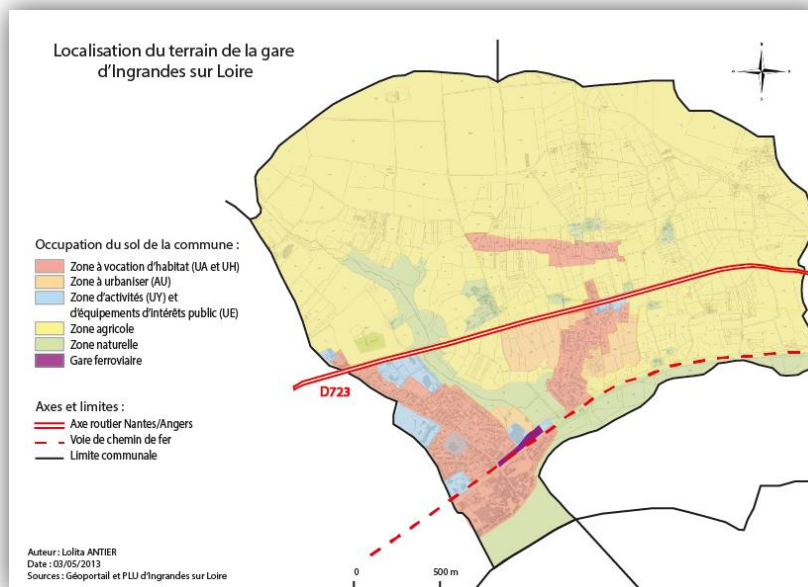 Localisation du terrain de la gare
d'Ingrandes sur Loire
Occupation du sol de la commune :
Zone à vocation d'habitat (UA et UH)
Zone à urbaniser (AU)
Zone d'activités (UY) et
d'équipements d'intérêts public (UE)
Zone agricole
Zone naturelle
Gare ferroviaire
D723
Axes et limites :
Axe routier Nantes/Angers
Voie de chemin de fer
Limite communale
Auteur : Lolita ANTIER
Date : 03/05/2013
Sources : Géoportail et PLU d'Ingrandes sur Loire
0 500 m